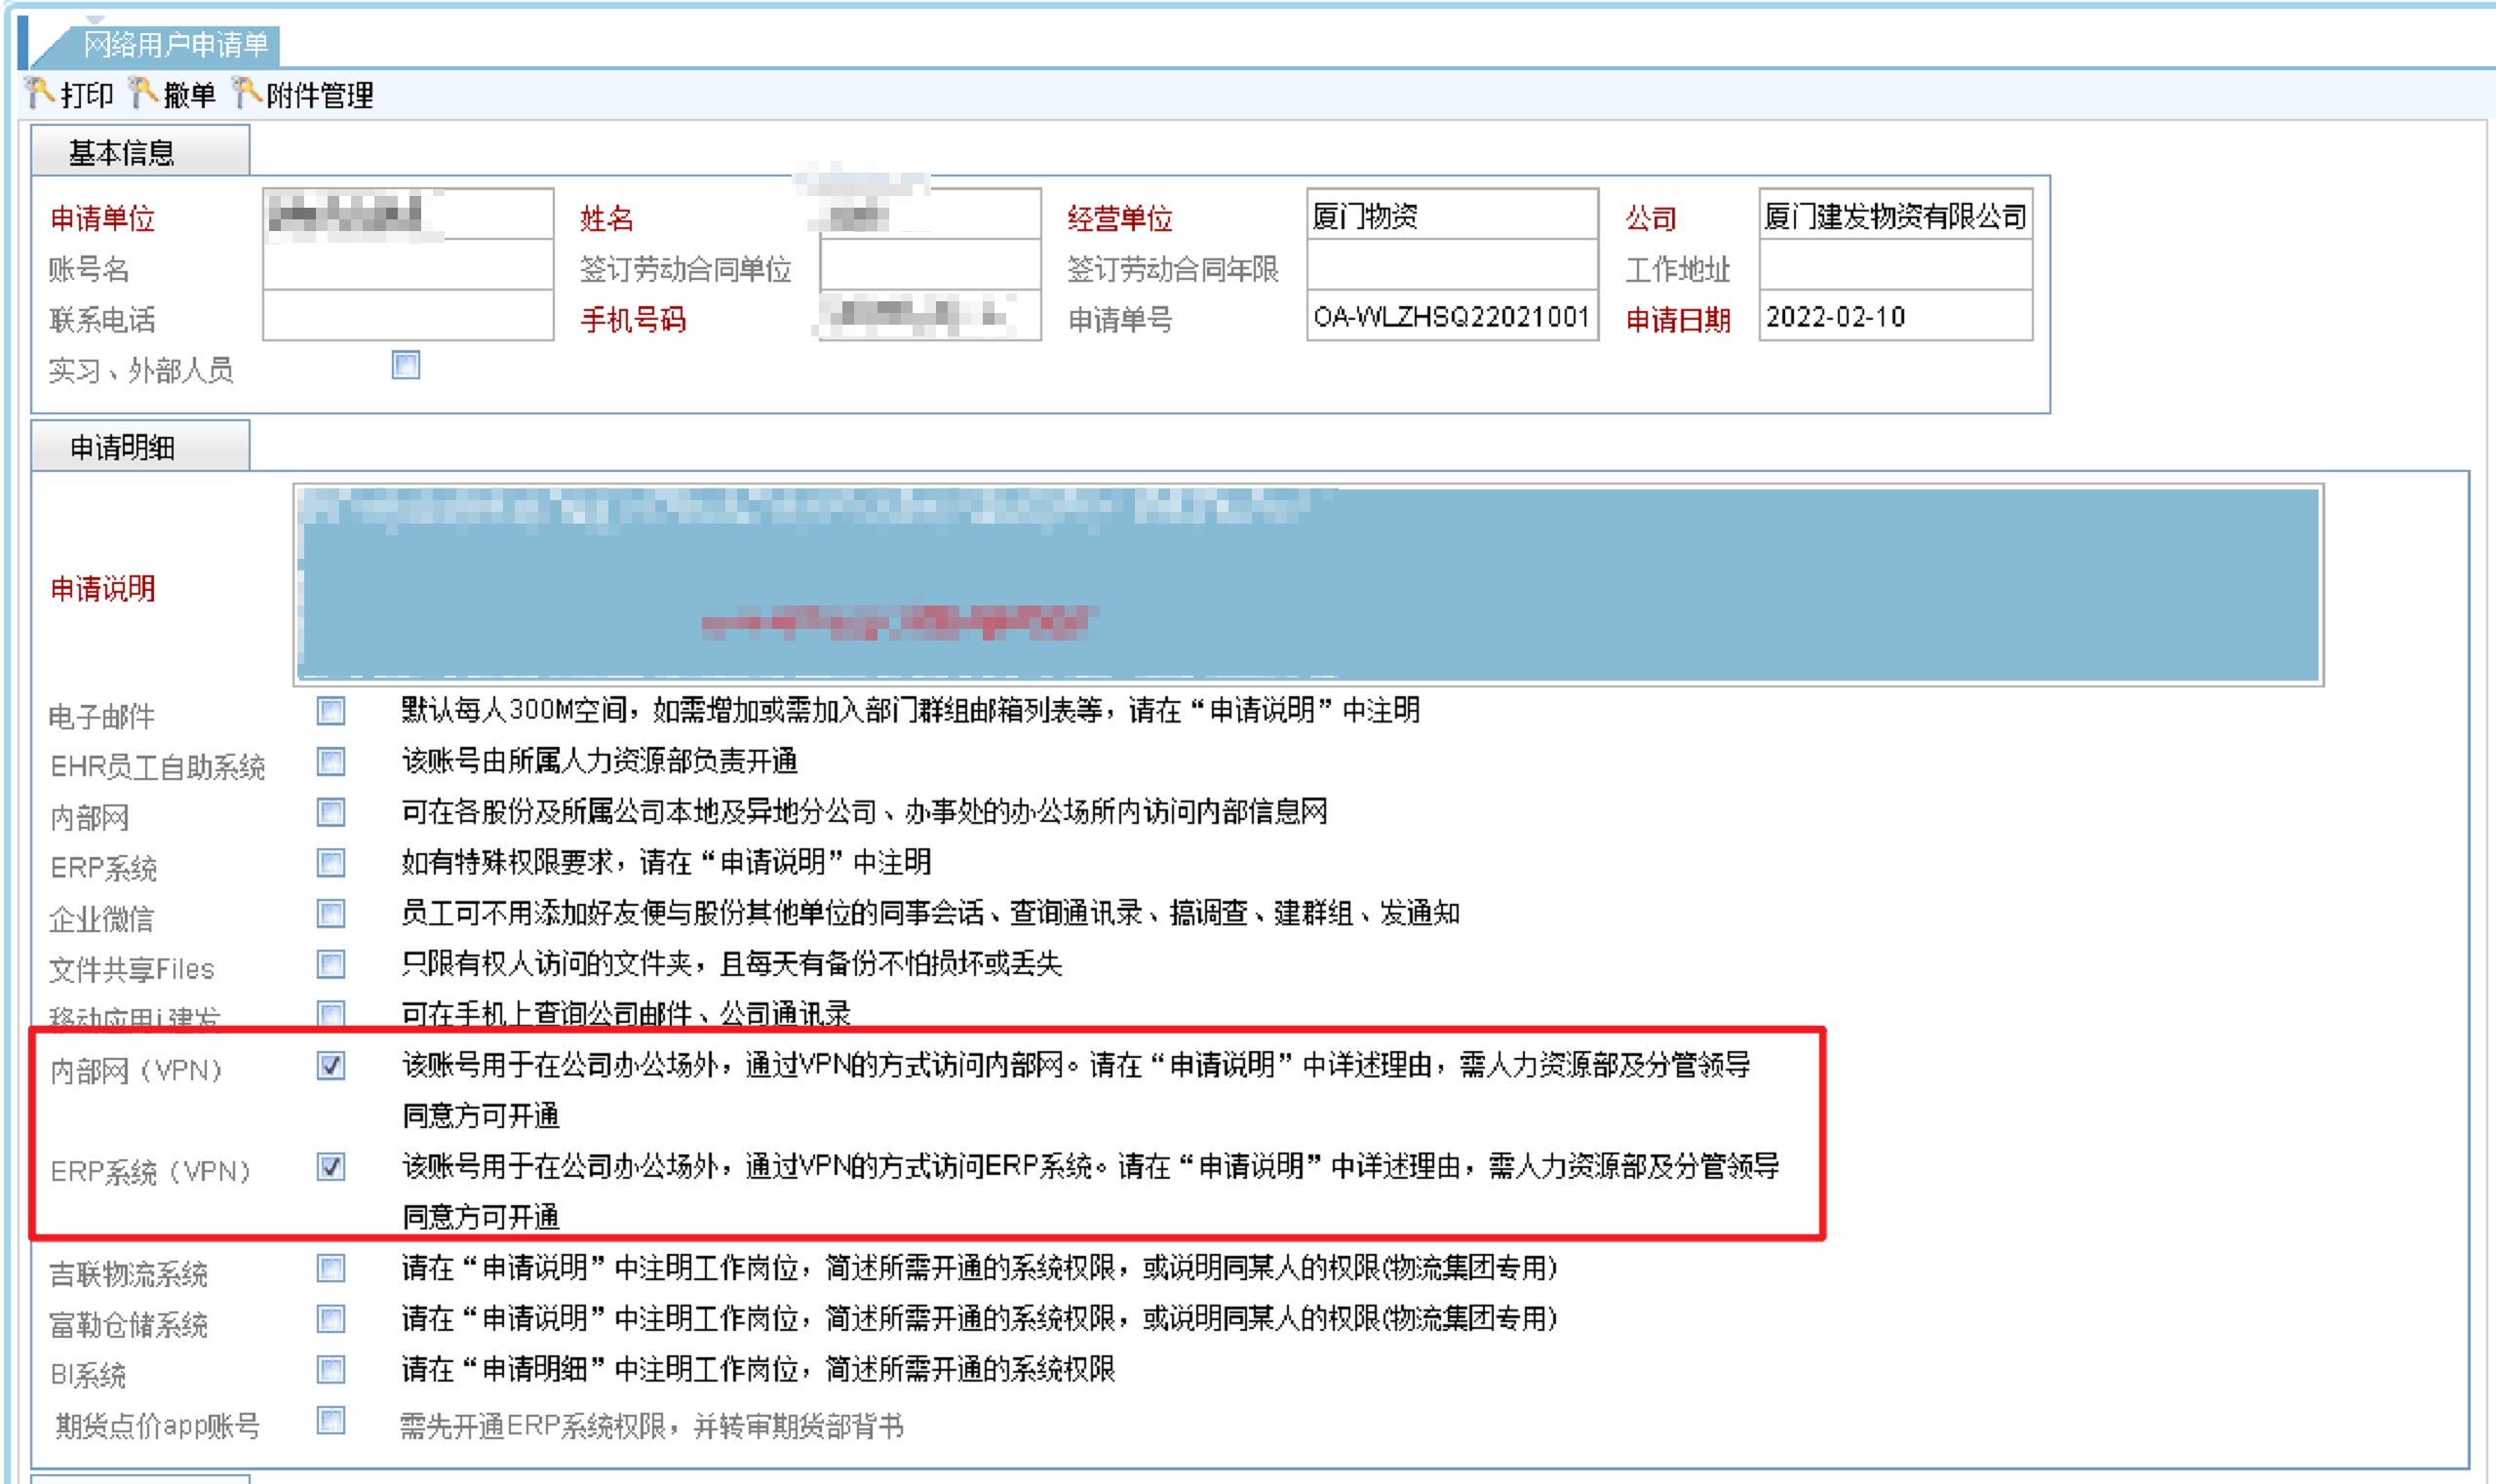 网络用户申请单
打印 撤单 附件管理
基本信息
申请单位 姓名 经营单位 厦门物资 公司 厦门建发物资有限公司
账号名 签订劳动合同单位 签订劳动合同年限 工作地址
联系电话 手机号码 申请单号 OA-WLZHSQ22021001 申请日期 2022-02-10
实习、外部人员
申请明细
申请说明
电子邮件 默认每人300M空间，如需增加或需加入部门群组邮箱列表等，请在“申请说明”中注明
EHR员工自助系统 该账号由所属人力资源部负责开通
内部网 可在各股份及所属公司本地及异地分公司、办事处的办公场所内访问内部信息网
ERP系统 如有特殊权限要求，请在“申请说明”中注明
企业微信 员工可不用添加好友便与股份其他单位的同事会话、查询通讯录、搞调查、建群组、发通知
文件共享Files 只限有权人访问的文件夹，且每天有备份不怕损坏或丢失
移动应用i建发 可在手机上查询公司邮件、公司通讯录
内部网（VPN） 该账号用于在公司办公场外，通过VPN的方式访问内部网。请在“申请说明”中详述理由，需人力资源部及分管领导
同意方可开通
ERP系统（VPN） 该账号用于在公司办公场外，通过VPN的方式访问ERP系统。请在“申请说明”中详述理由，需人力资源部及分管领导
同意方可开通
吉联物流系统 请在“申请说明”中注明工作岗位，简述所需开通的系统权限，或说明同某人的权限(物流集团专用)
富勒仓储系统 请在“申请说明”中注明工作岗位，简述所需开通的系统权限，或说明同某人的权限(物流集团专用)
BI系统 请在“申请明细”中注明工作岗位，简述所需开通的系统权限
期货点价app账号 需先开通ERP系统权限，并转审期货部背书